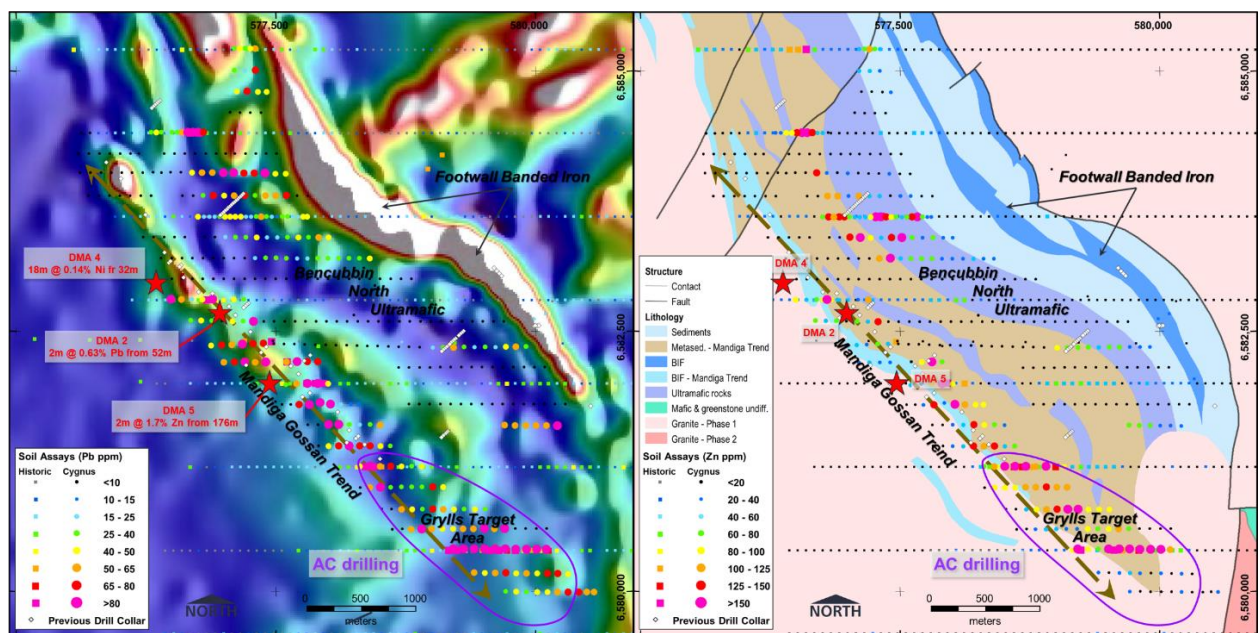 577,500
580,000
6,585,000
Footwall Banded Iron
DMA 4
18m @ 0.14% Ni fr 32m
Bencubbin
North
Ultramafic
DMA 2
2m @ 0.63% Pb from 52m
6,582,500
DMA 5
2m @ 1.7% Zn from 176m
Mandiga Gossan Trend
Soil Assays (Pb ppm)
Historic Cygnus
<10
10 - 15
15 - 25
25 - 40
40 - 50
50 - 65
65 - 80
>80
Previous Drill Collar
Grylls Target
Area
AC drilling
NORTH
0 500 1000
meters
6,580,000
577,500
580,000
6,585,000
Footwall Banded Iron
Structure
Contact
Fault
Lithology
Sediments
Metased. - Mandiga Trend
BIF
BIF - Mandiga Trend
Ultramafic rocks
Mafic & greenstone undiff.
Granite - Phase 1
Granite - Phase 2
DMA 4
Bencubbin
North
Ultramafic
DMA 2
6,582,500
DMA 5
Mandiga Gossan Trend
Soil Assays (Zn ppm)
Historic Cygnus
<20
20 - 40
40 - 60
60 - 80
80 - 100
100 - 125
125 - 150
>150
Previous Drill Collar
Grylls Target
Area
AC drilling
NORTH
0 500 1000
meters
6,580,000